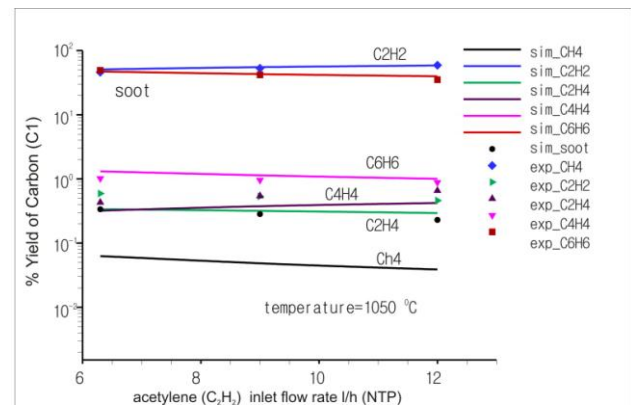 10²
10¹
10⁰
10⁻¹
10⁻²
% Yield of Carbon (C1)
C2H2
soot
C6H6
C4H4
C2H4
Ch4
temperature=1050 ⁰C
6
8
10
12
acetylene (C₂H₂) inlet flow rate l/h (NTP)
sim_CH4
sim_C2H2
sim_C2H4
sim_C4H4
sim_C6H6
sim_soot
exp_CH4
exp_C2H2
exp_C2H4
exp_C4H4
exp_C6H6